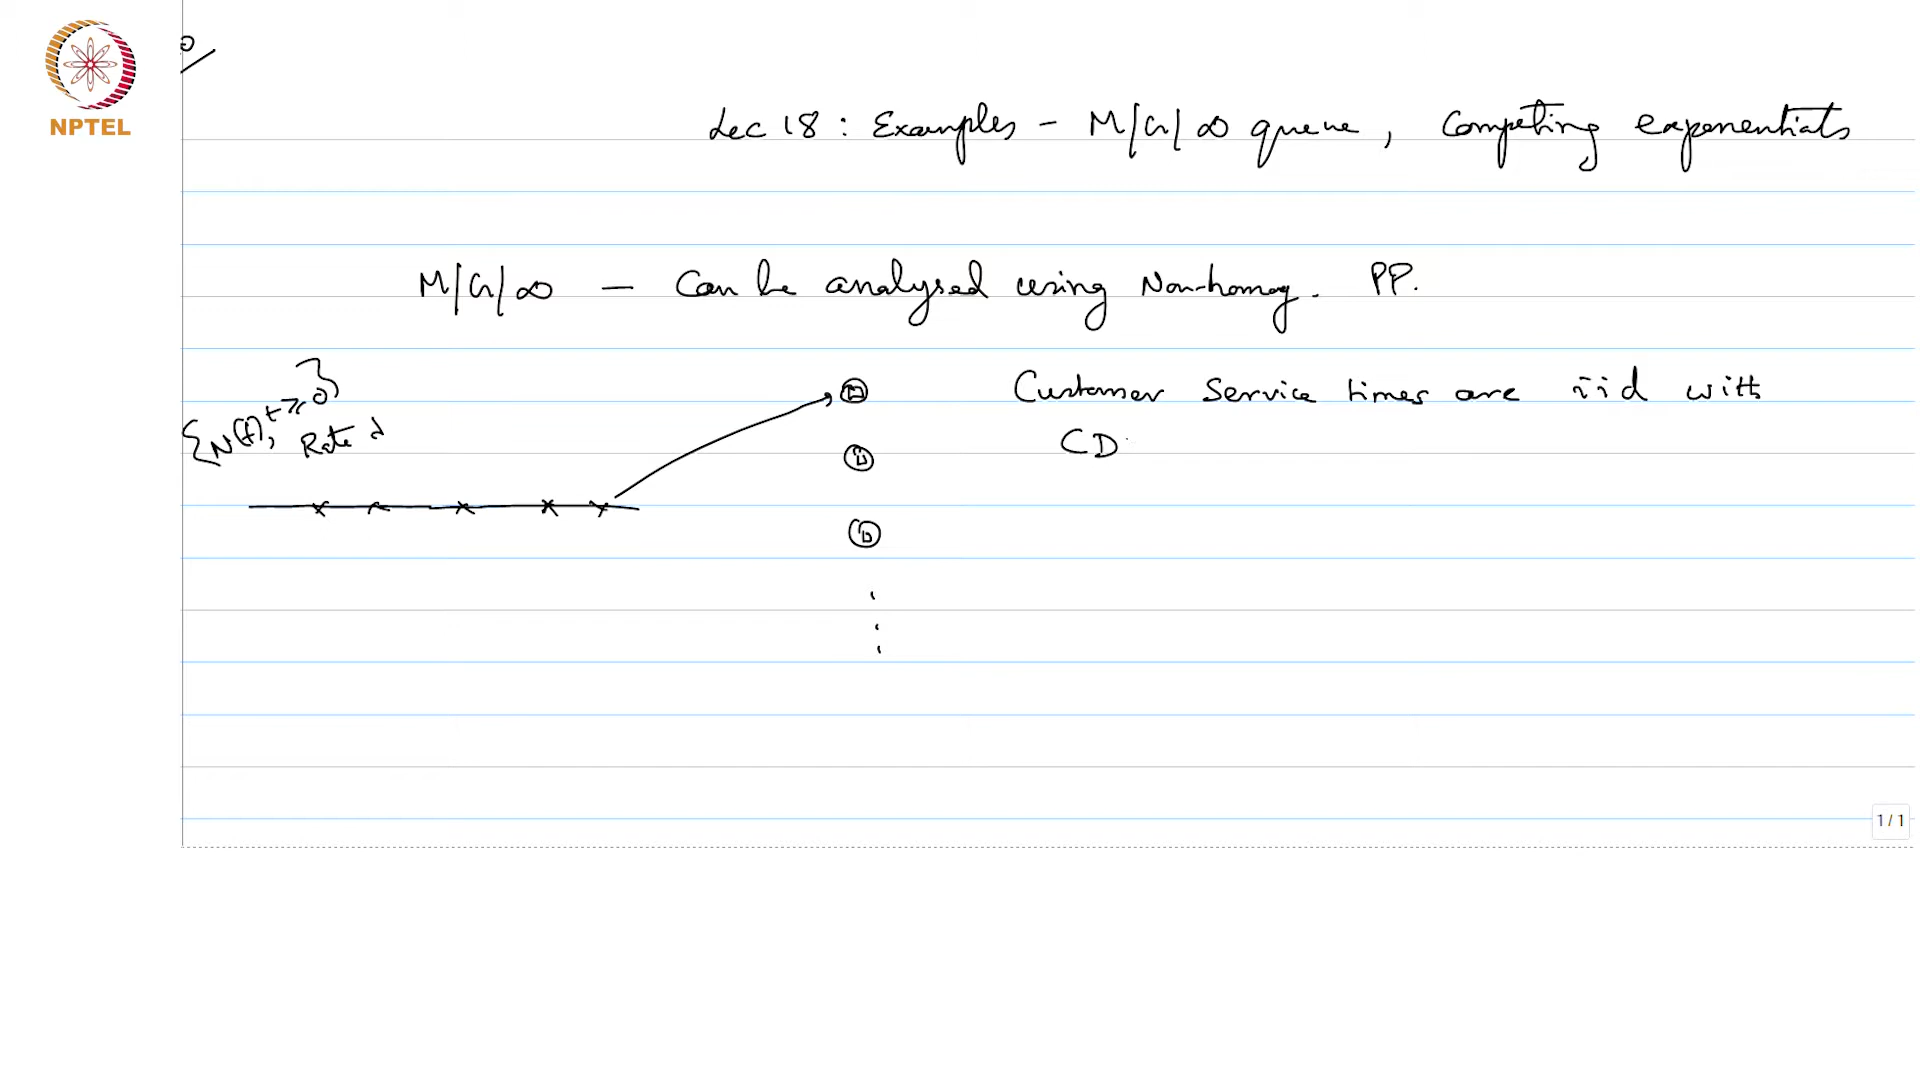 NPTEL
Lec 18 : Examples - M/G/∞ queue, Competing exponentials
M/G/∞ — Can be analysed using Non-homog. PP.
{N(t), t ≥ 0}
Rate λ
Customer Service times are iid with
CD
1 / 1